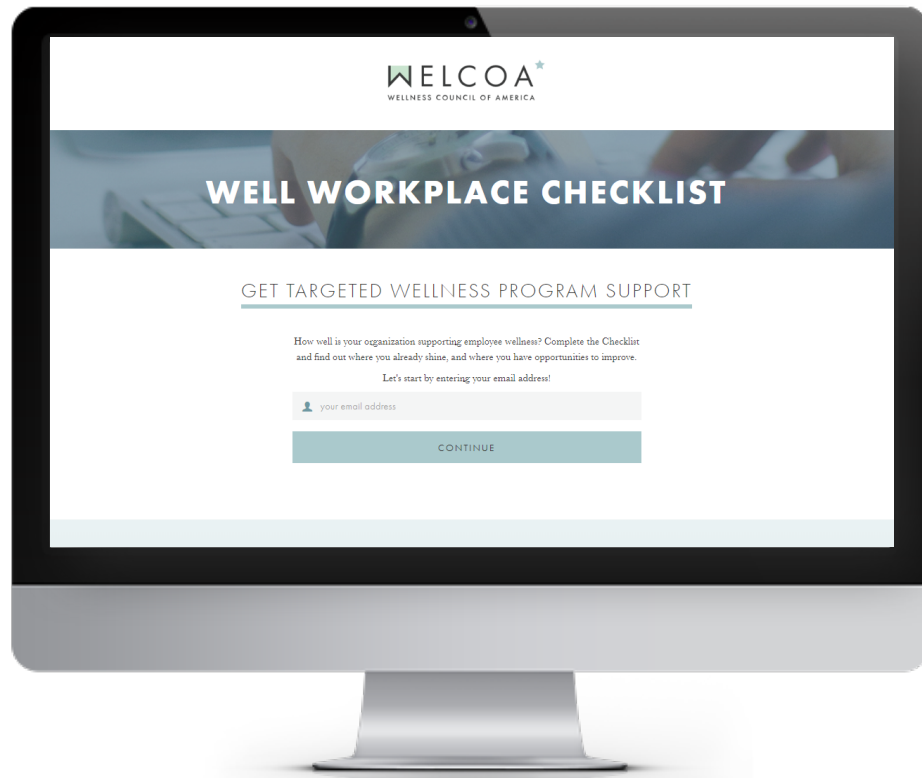 WELCOA
WELLNESS COUNCIL OF AMERICA
WELL WORKPLACE CHECKLIST
GET TARGETED WELLNESS PROGRAM SUPPORT
How well is your organization supporting employee wellness? Complete the Checklist
and find out where you already shine, and where you have opportunities to improve.
Let's start by entering your email address!
your email address
CONTINUE